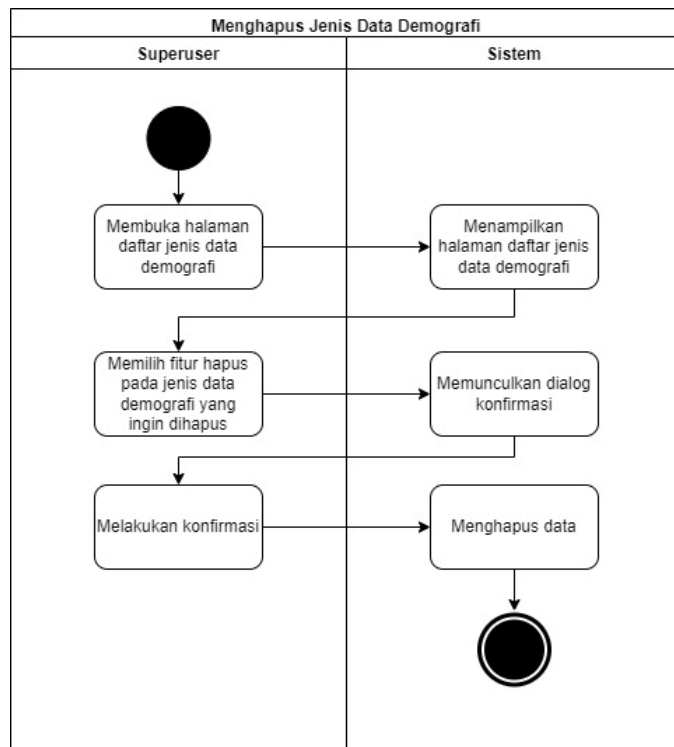 Menghapus Jenis Data Demografi
Superuser
Sistem
Membuka halaman
daftar jenis data
demografi
Menampilkan
halaman daftar jenis
data demografi
Memilih fitur hapus
pada jenis data
demografi yang
ingin dihapus
Memunculkan dialog
konfirmasi
Melakukan konfirmasi
Menghapus data